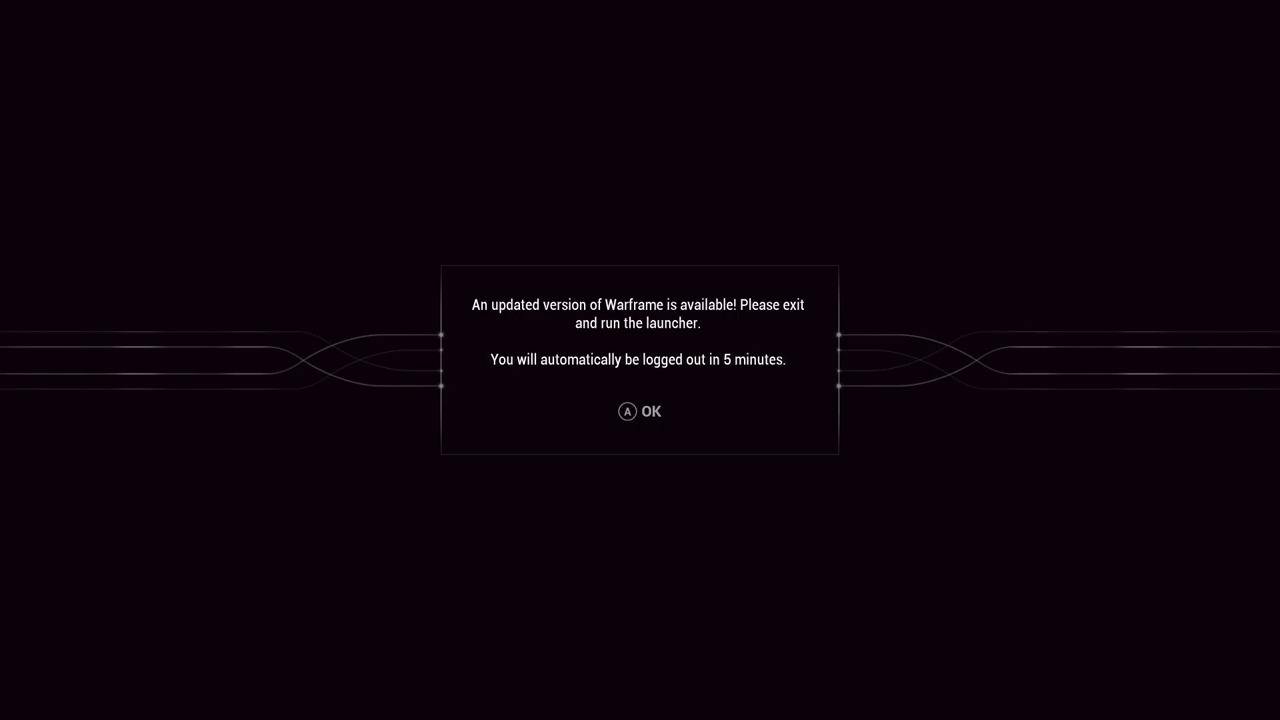 An updated version of Warframe is available! Please exit
and run the launcher.
You will automatically be logged out in 5 minutes.
A OK